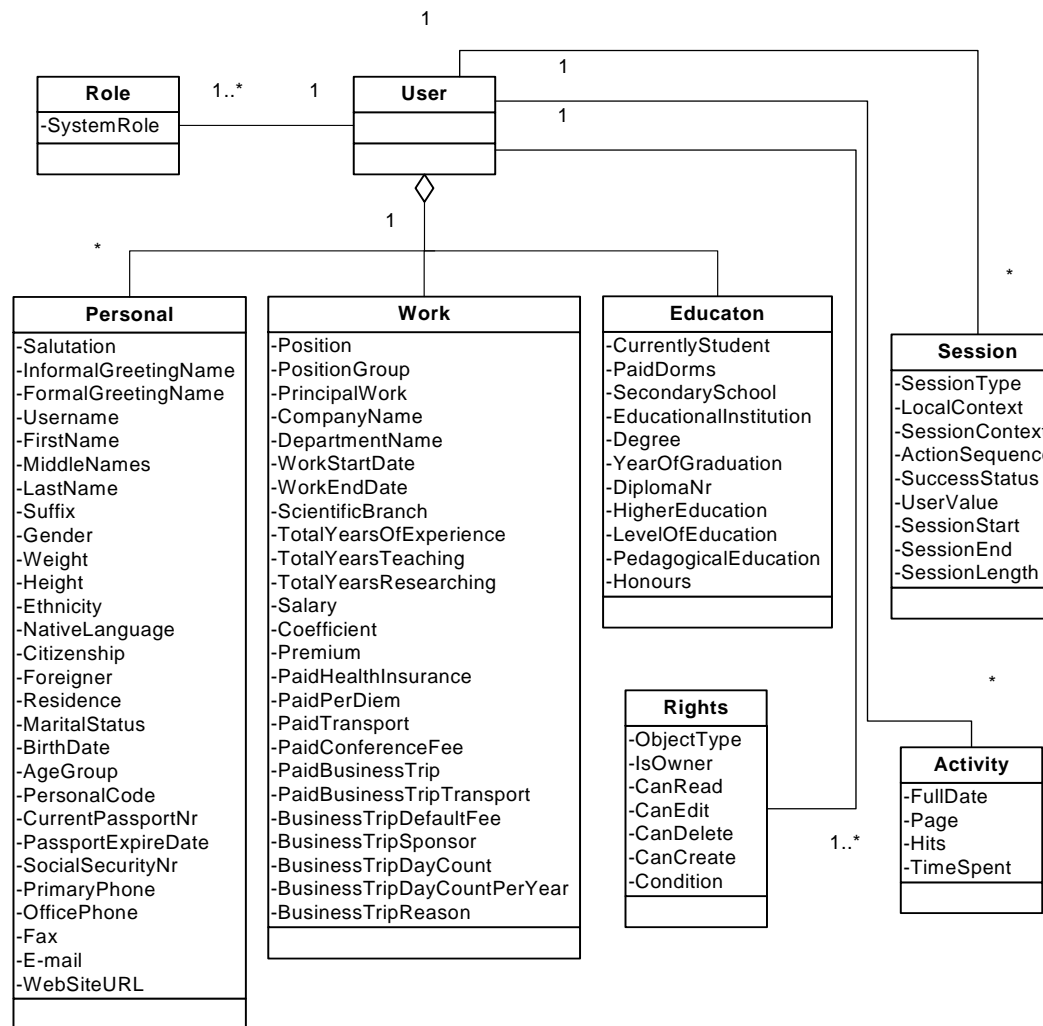 1
1
Role
1..*
1
User
1
-SystemRole
1
*
*
Personal
-Salutation
-InformalGreetingName
-FormalGreetingName
-Username
-FirstName
-MiddleNames
-LastName
-Suffix
-Gender
-Weight
-Height
-Ethnicity
-NativeLanguage
-Citizenship
-Foreigner
-Residence
-MaritalStatus
-BirthDate
-AgeGroup
-PersonalCode
-CurrentPassportNr
-PassportExpireDate
-SocialSecurityNr
-PrimaryPhone
-OfficePhone
-Fax
-E-mail
-WebSiteURL
Work
-Position
-PositionGroup
-PrincipalWork
-CompanyName
-DepartmentName
-WorkStartDate
-WorkEndDate
-ScientificBranch
-TotalYearsOfExperience
-TotalYearsTeaching
-TotalYearsResearching
-Salary
-Coefficient
-Premium
-PaidHealthInsurance
-PaidPerDiem
-PaidTransport
-PaidConferenceFee
-PaidBusinessTrip
-PaidBusinessTripTransport
-BusinessTripDefaultFee
-BusinessTripSponsor
-BusinessTripDayCount
-BusinessTripDayCountPerYear
-BusinessTripReason
Educaton
-CurrentlyStudent
-PaidDorms
-SecondarySchool
-EducationalInstitution
-Degree
-YearOfGraduation
-DiplomaNr
-HigherEducation
-LevelOfEducation
-PedagogicalEducation
-Honours
Session
-SessionType
-LocalContext
-SessionContext
-ActionSequence
-SuccessStatus
-UserValue
-SessionStart
-SessionEnd
-SessionLength
*
Rights
-ObjectType
-IsOwner
-CanRead
-CanEdit
-CanDelete
-CanCreate
-Condition
1..*
Activity
-FullDate
-Page
-Hits
-TimeSpent